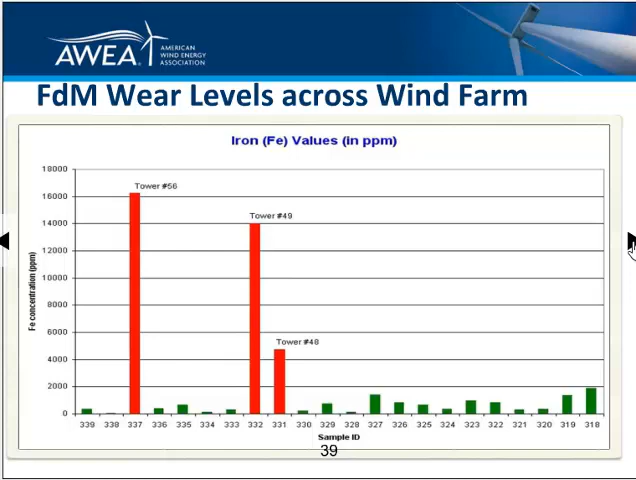 AWEA
AMERICAN
WIND ENERGY
ASSOCIATION
FdM Wear Levels across Wind Farm
Iron (Fe) Values (in ppm)
18000
16000
14000
12000
10000
8000
6000
4000
2000
0
Fe concentration (ppm)
Tower #56
Tower #49
Tower #48
339 338 337 336 335 334 333 332 331 330 329 328 327 326 325 324 323 322 321 320 319 318
Sample ID
39